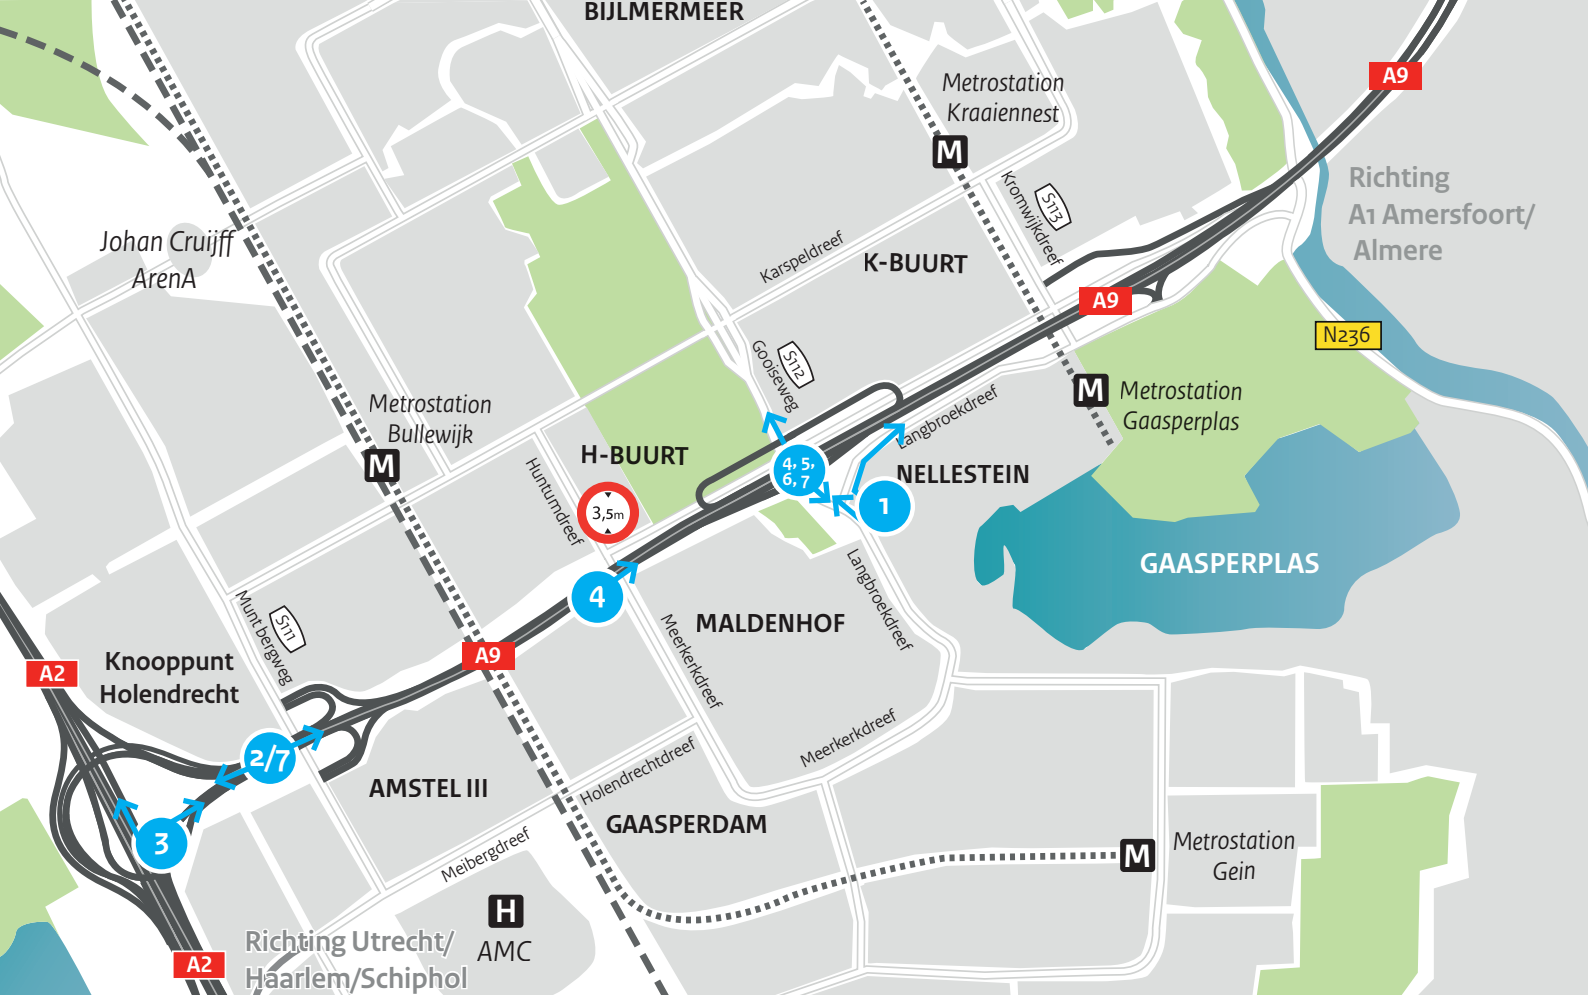 BIJLMERMEER
A9
Metrostation
Kraaiennest
M
Richting
A1 Amersfoort/
Almere
Kromwijkdreef
S113
Johan Cruijff
ArenA
Karspeldreef
K-BUURT
A9
N236
Gooiseweg
S112
M
Metrostation
Gaasperplas
Metrostation
Bullewijk
M
Langbroekdreef
H-BUURT
4, 5,
6, 7
NELLESTEIN
1
Huntumdreef
3,5m
GAASPERPLAS
4
Langbroekdreef
MALDENHOF
Muntbergweg
S111
Meerkerkdreef
A9
Knooppunt
Holendrecht
A2
2/7
Meerkerkdreef
Holendrechtdreef
AMSTEL III
GAASPERDAM
3
Meibergdreef
M
Metrostation
Gein
H
AMC
Richting Utrecht/
Haarlem/Schiphol
A2